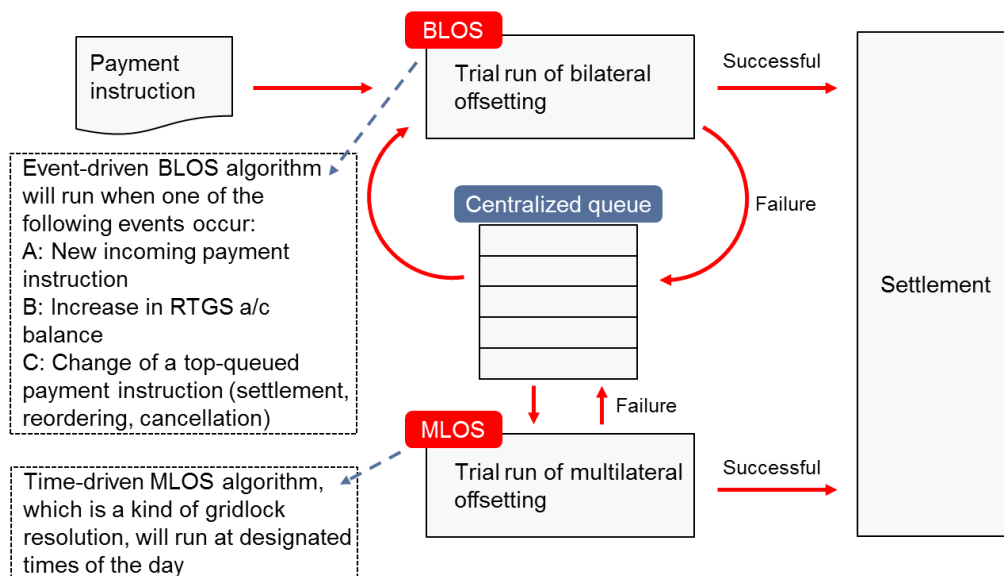 BLOS
Payment
instruction
Trial run of bilateral
offsetting
Successful
Event-driven BLOS algorithm
will run when one of the
following events occur:
A: New incoming payment
instruction
B: Increase in RTGS a/c
balance
C: Change of a top-queued
payment instruction (settlement,
reordering, cancellation)
Centralized queue
Failure
Settlement
Failure
MLOS
Trial run of multilateral
offsetting
Successful
Time-driven MLOS algorithm,
which is a kind of gridlock
resolution, will run at designated
times of the day